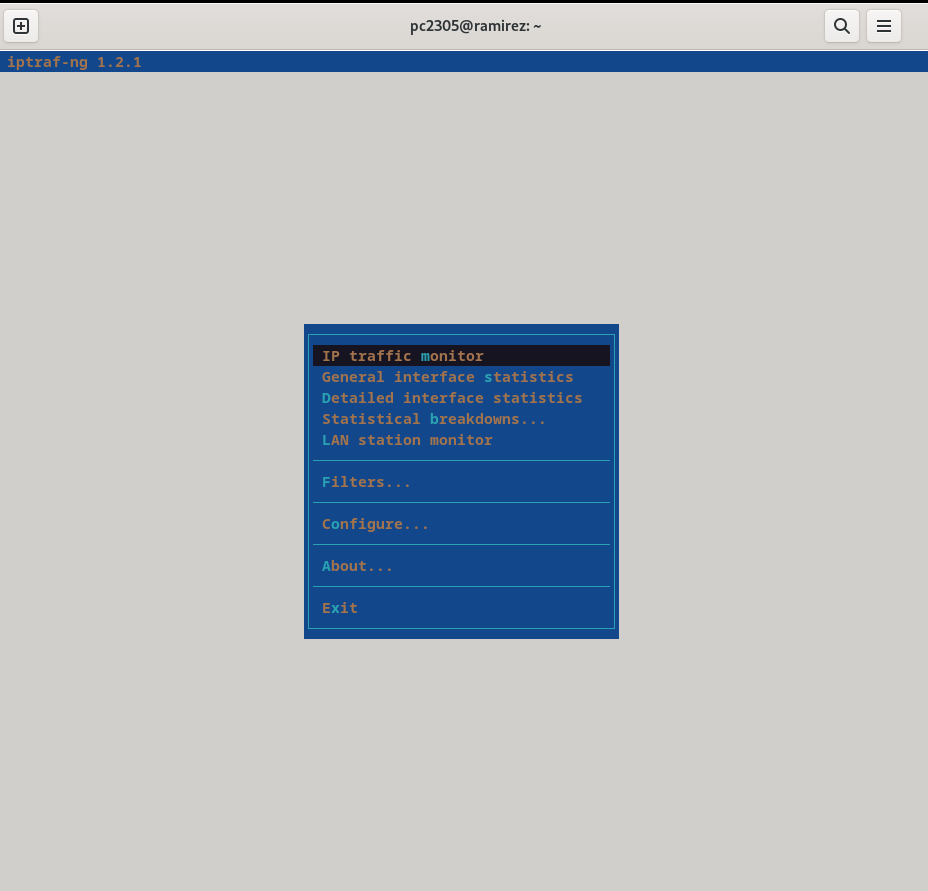 pc2305@ramirez: ~
iptraf-ng 1.2.1
IP traffic monitor
General interface statistics
Detailed interface statistics
Statistical breakdowns...
LAN station monitor
Filters...
Configure...
About...
Exit